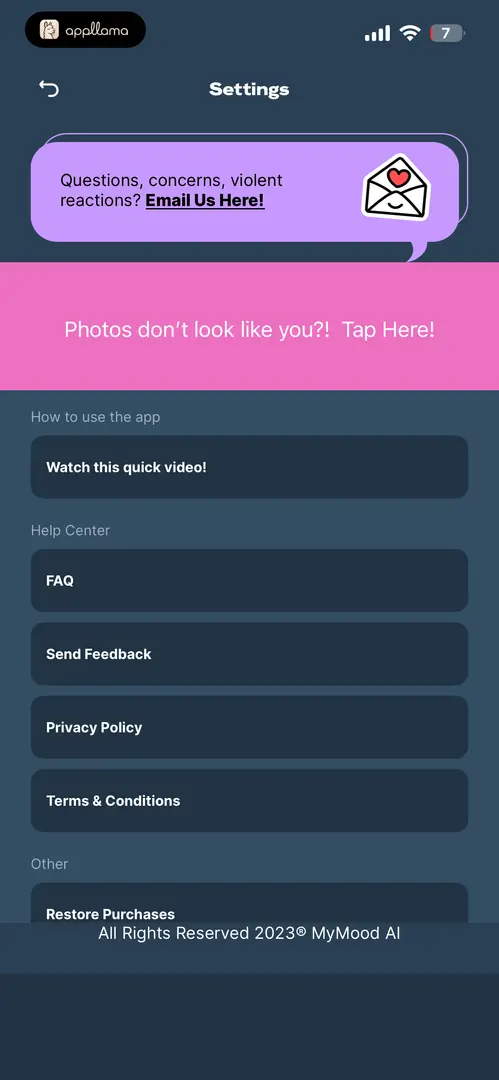 appllama
7
Settings
Questions, concerns, violent
reactions? Email Us Here!
Photos don't look like you?!  Tap Here!
How to use the app
Watch this quick video!
Help Center
FAQ
Send Feedback
Privacy Policy
Terms & Conditions
Other
Restore Purchases
All Rights Reserved 2023® MyMood AI